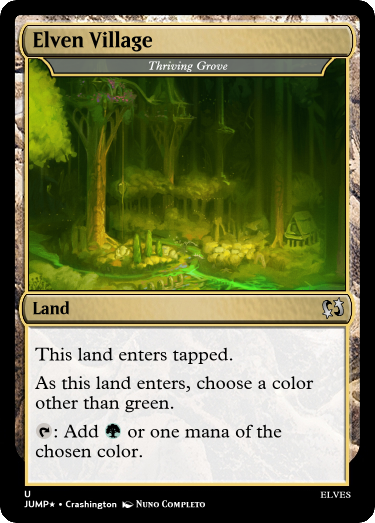 Elven Village
Thriving Grove
Land
This land enters tapped.
As this land enters, choose a color
other than green.
: Add or one mana of the
chosen color.
U ELVES
JUMP★ • Crashington NUNO COMPLETO